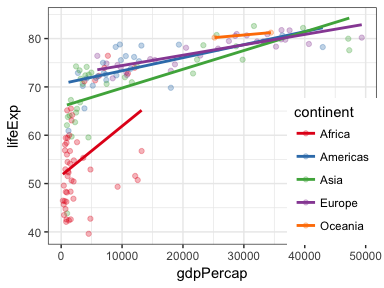 80
70
60
50
40
lifeExp
continent
Africa
Americas
Asia
Europe
Oceania
0
10000
20000
30000
40000
50000
gdpPercap